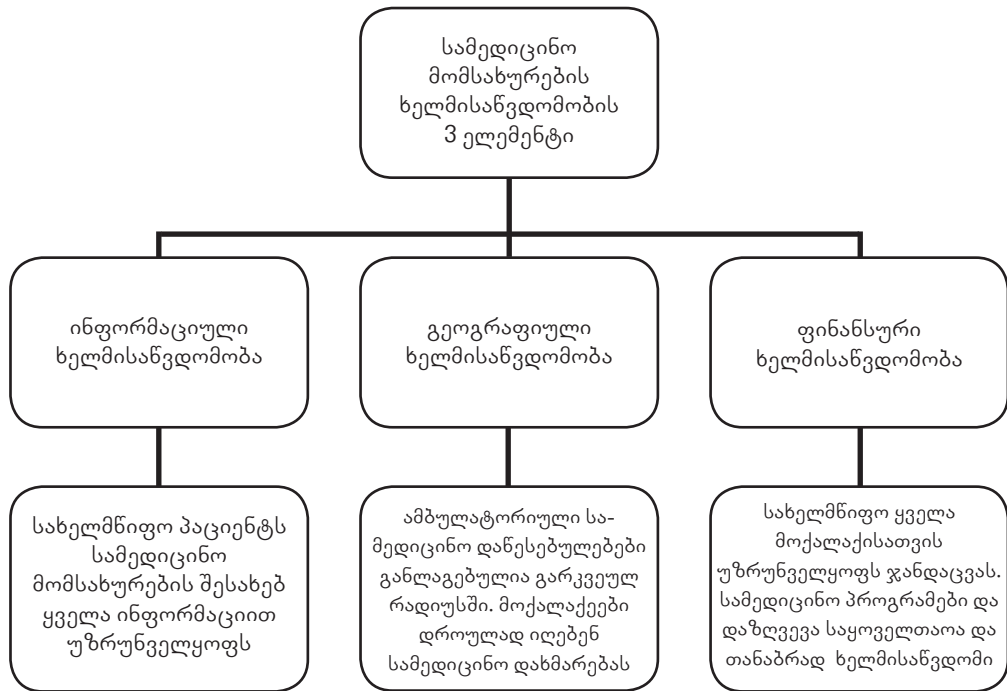 სამედიცინო
მომსახურების
ხელმისაწვდომობის
3 ელემენტი
ინფორმაციული
ხელმისაწვდომობა
გეოგრაფიული
ხელმისაწვდომობა
ფინანსური
ხელმისაწვდომობა
სახელმწიფო პაციენტს
სამედიცინო
მომსახურების შესახებ
ყველა ინფორმაციით
უზრუნველყოფს
ამბულატორიული სა-
მედიცინო დაწესებულებები
განლაგებულია გარკვეულ
რადიუსში. მოქალაქეები
დროულად იღებენ
სამედიცინო დახმარებას
სახელმწიფო ყველა
მოქალაქისათვის
უზრუნველყოფს ჯანდაცვას.
სამედიცინო პროგრამები და
დაზღვევა საყოველთაოა და
თანაბრად ხელმისაწვდომი